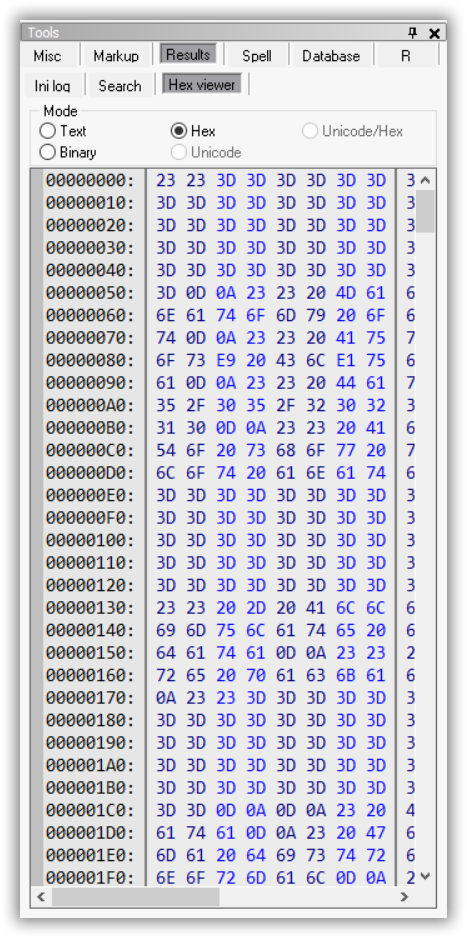 Tools
Misc Markup Results Spell Database R
Ini log Search Hex viewer
Mode
Text Hex Unicode/Hex
Binary Unicode
00000000: 23 23 3D 3D 3D 3D 3D 3D 3
00000010: 3D 3D 3D 3D 3D 3D 3D 3D 3
00000020: 3D 3D 3D 3D 3D 3D 3D 3D 3
00000030: 3D 3D 3D 3D 3D 3D 3D 3D 3
00000040: 3D 3D 3D 3D 3D 3D 3D 3D 3
00000050: 3D 0D 0A 23 23 20 4D 61 6
00000060: 6E 61 74 6F 6D 79 20 6F 6
00000070: 74 0D 0A 23 23 20 41 75 7
00000080: 6F 73 E9 20 43 6C E1 75 6
00000090: 61 0D 0A 23 23 20 44 61 7
000000A0: 35 2F 30 35 2F 32 30 32 3
000000B0: 31 30 0D 0A 23 23 20 41 6
000000C0: 54 6F 20 73 68 6F 77 20 7
000000D0: 6C 6F 74 20 61 6E 61 74 6
000000E0: 3D 3D 3D 3D 3D 3D 3D 3D 3
000000F0: 3D 3D 3D 3D 3D 3D 3D 3D 3
00000100: 3D 3D 3D 3D 3D 3D 3D 3D 3
00000110: 3D 3D 3D 3D 3D 3D 3D 3D 3
00000120: 3D 3D 3D 3D 3D 3D 3D 3D 3
00000130: 23 23 20 2D 20 41 6C 6C 6
00000140: 69 6D 75 6C 61 74 65 20 6
00000150: 64 61 74 61 0D 0A 23 23 2
00000160: 72 65 20 70 61 63 6B 61 6
00000170: 0A 23 23 3D 3D 3D 3D 3D 3
00000180: 3D 3D 3D 3D 3D 3D 3D 3D 3
00000190: 3D 3D 3D 3D 3D 3D 3D 3D 3
000001A0: 3D 3D 3D 3D 3D 3D 3D 3D 3
000001B0: 3D 3D 3D 3D 3D 3D 3D 3D 3
000001C0: 3D 3D 0D 0A 0D 0A 23 20 4
000001D0: 61 74 61 0D 0A 23 20 47 6
000001E0: 6D 61 20 64 69 73 74 72 6
000001F0: 6E 6F 72 6D 61 6C 0D 0A 2